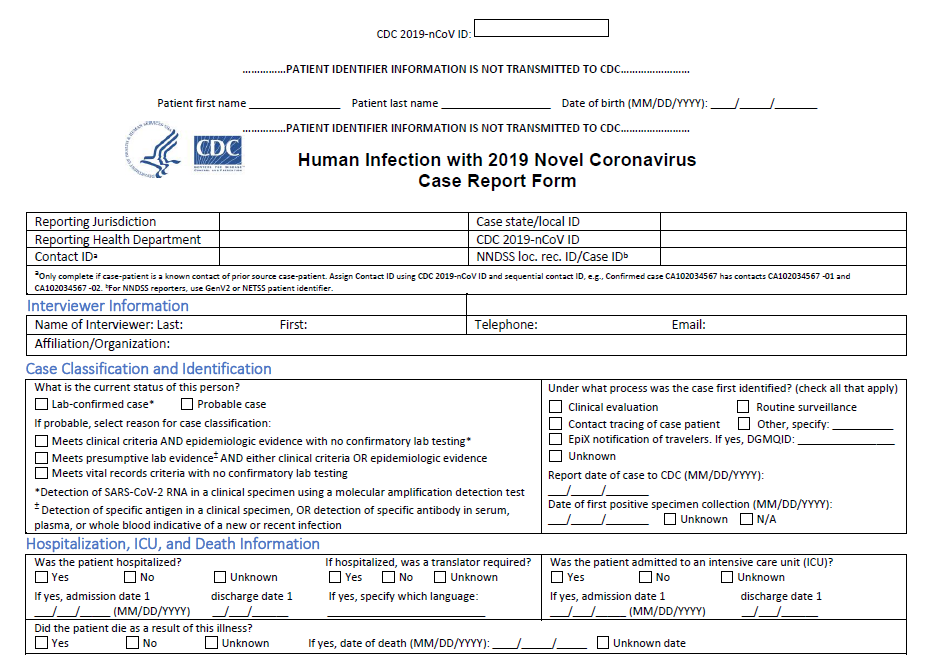 CDC 2019-nCoV ID:
……………PATIENT IDENTIFIER INFORMATION IS NOT TRANSMITTED TO CDC……………………
Patient first name _______________ Patient last name __________________ Date of birth (MM/DD/YYYY): ____/_____/_______
……………PATIENT IDENTIFIER INFORMATION IS NOT TRANSMITTED TO CDC……………………
CDC
Human Infection with 2019 Novel Coronavirus
Case Report Form
Reporting Jurisdiction Case state/local ID
Reporting Health Department CDC 2019-nCoV ID
Contact IDᵃ NNDSS loc. rec. ID/Case IDᵇ
ᵃOnly complete if case-patient is a known contact of prior source case-patient. Assign Contact ID using CDC 2019-nCoV ID and sequential contact ID, e.g., Confirmed case CA102034567 has contacts CA102034567 -01 and
CA102034567 -02. ᵇFor NNDSS reporters, use GenV2 or NETSS patient identifier.
Interviewer Information
Name of Interviewer: Last: First: Telephone: Email:
Affiliation/Organization:
Case Classification and Identification
What is the current status of this person?
☐ Lab-confirmed case* ☐ Probable case
If probable, select reason for case classification:
☐ Meets clinical criteria AND epidemiologic evidence with no confirmatory lab testing*
☐ Meets presumptive lab evidence± AND either clinical criteria OR epidemiologic evidence
☐ Meets vital records criteria with no confirmatory lab testing
*Detection of SARS-CoV-2 RNA in a clinical specimen using a molecular amplification detection test
± Detection of specific antigen in a clinical specimen, OR detection of specific antibody in serum,
plasma, or whole blood indicative of a new or recent infection
Under what process was the case first identified? (check all that apply)
☐ Clinical evaluation ☐ Routine surveillance
☐ Contact tracing of case patient ☐ Other, specify: __________
☐ EpiX notification of travelers. If yes, DGMQID: ________________
☐ Unknown
Report date of case to CDC (MM/DD/YYYY):
___/_____/_______
Date of first positive specimen collection (MM/DD/YYYY):
___/_____/_______ ☐ Unknown ☐ N/A
Hospitalization, ICU, and Death Information
Was the patient hospitalized? If hospitalized, was a translator required? Was the patient admitted to an intensive care unit (ICU)?
☐ Yes ☐ No ☐ Unknown ☐ Yes ☐ No ☐ Unknown ☐ Yes ☐ No ☐ Unknown
If yes, admission date 1 discharge date 1 If yes, specify which language: If yes, admission date 1 discharge date 1
___/___/_____ (MM/DD/YYYY) __/___/______ __________________________ ___/___/_____ (MM/DD/YYYY) __/___/______
Did the patient die as a result of this illness?
☐ Yes ☐ No ☐ Unknown If yes, date of death (MM/DD/YYYY): ____/_____/_____ ☐ Unknown date